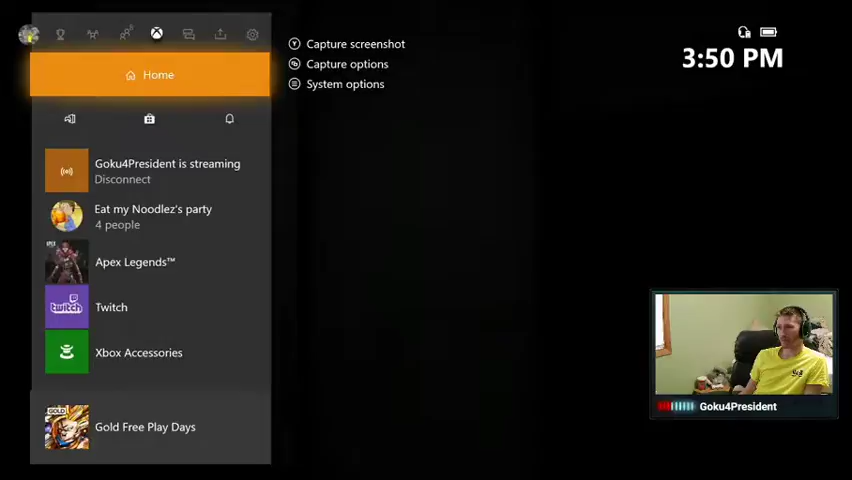 Home
Capture screenshot
Capture options
System options
3:50 PM
Goku4President is streaming
Disconnect
Eat my Noodlez's party
4 people
Apex Legends™
Twitch
Xbox Accessories
GOLD
Gold Free Play Days
Goku4President